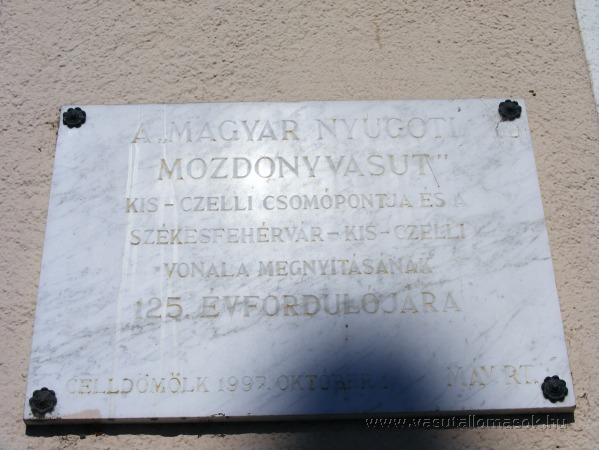 A „MAGYAR NYUGOTI
MOZDONYVASUT"
KIS-CZELLI CSOMÓPONTJA ÉS A
SZÉKESFEHÉRVÁR-KIS-CZELLI
VONALA MEGNYITÁSÁNAK
125. ÉVFORDULÓJÁRA
CELLDÖMÖLK 1997. OKTÓBER 1. MÁV RT.
www.vasutallomasok.hu